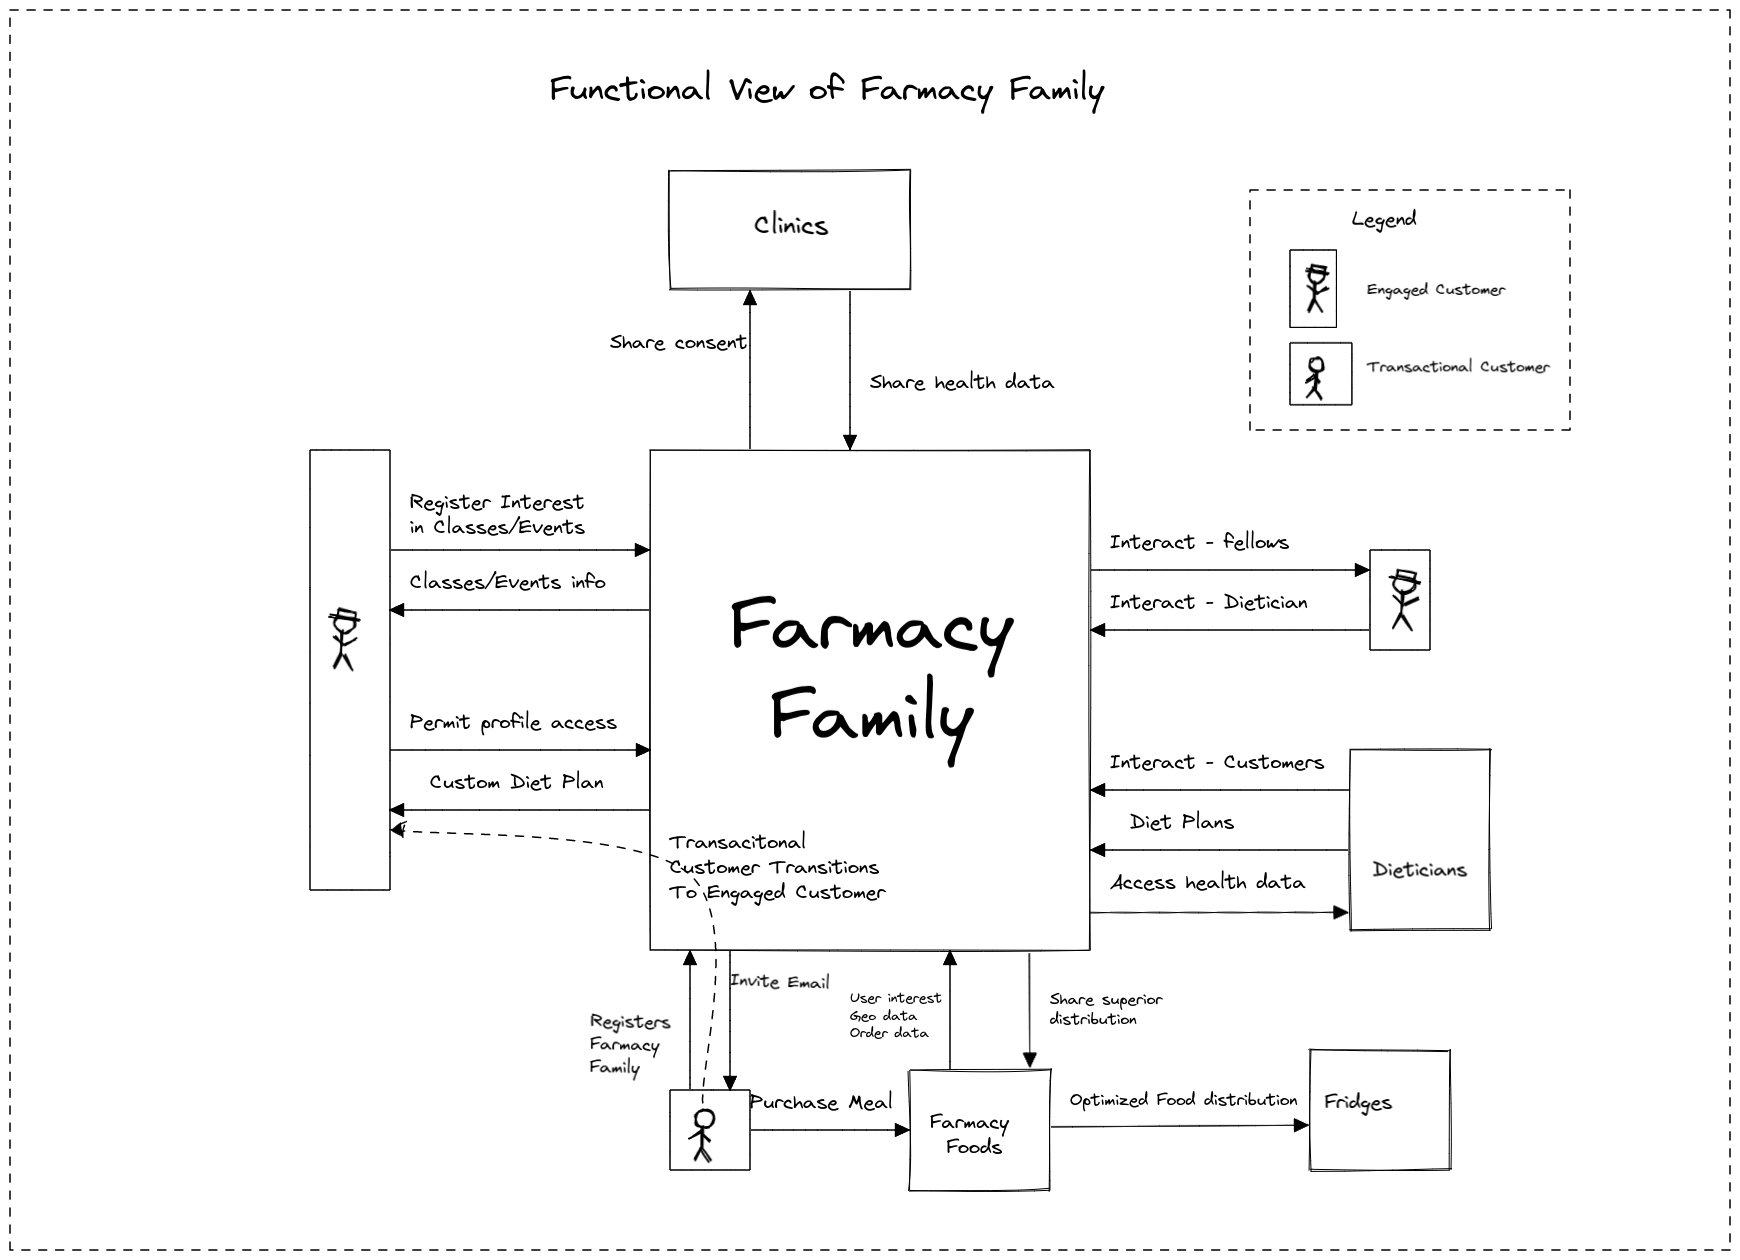 Functional View of Farmacy Family
Clinics
Legend
Engaged Customer
Transactional Customer
Share consent
Share health data
Register Interest
in Classes/Events
Classes/Events info
Permit profile access
Custom Diet Plan
Farmacy
Family
Interact - fellows
Interact - Dietician
Interact - Customers
Diet Plans
Access health data
Dieticians
Transacitonal
Customer Transitions
To Engaged Customer
Invite Email
Registers
Farmacy
Family
User interest
Geo data
Order data
Share superior
distribution
Purchase Meal
Farmacy
Foods
Optimized Food distribution
Fridges